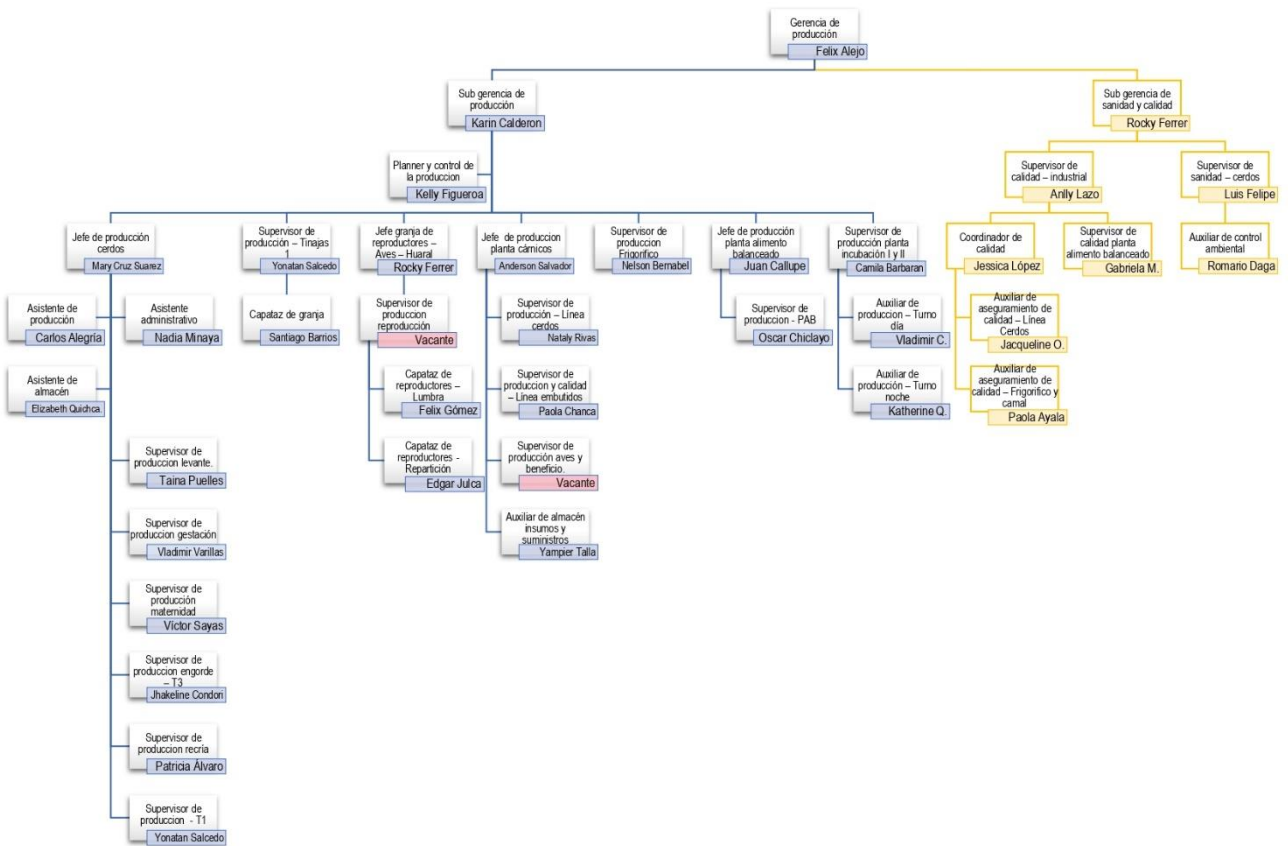 Gerencia de
producción
Felix Alejo
Sub gerencia de
producción
Karin Calderon
Sub gerencia de
sanidad y calidad
Rocky Ferrer
Planner y control de
la produccion
Kelly Figueroa
Supervisor de
calidad – industrial
Anlly Lazo
Supervisor de
sanidad – cerdos
Luis Felipe
Jefe de producción
cerdos
Mary Cruz Suarez
Supervisor de
producción – Tinajas
1
Yonatan Salcedo
Jefe granja de
reproductores –
Aves – Huaral
Rocky Ferrer
Jefe de produccion
planta cárnicos
Anderson Salvador
Supervisor de
produccion
Frigorifico
Nelson Bernabel
Jefe de producción
planta alimento
balanceado
Juan Callupe
Supervisor de
producción planta
incubación I y II
Camila Barbaran
Coordinador de
calidad
Jessica López
Supervisor de
calidad planta
alimento balanceado
Gabriela M.
Auxiliar de control
ambiental
Romario Daga
Asistente de
producción
Carlos Alegría
Asistente
administrativo
Nadia Minaya
Capataz de granja
Santiago Barrios
Supervisor de
produccion
reproducción
Vacante
Supervisor de
producción – Línea
cerdos
Nataly Rivas
Supervisor de
produccion - PAB
Oscar Chiclayo
Auxiliar de
produccion – Turno
día
Vladimir C.
Auxiliar de
aseguramiento de
calidad – Línea
Cerdos
Jacqueline O.
Asistente de
almacén
Elizabeth Quichca.
Capataz de
reproductores –
Lumbra
Felix Gómez
Supervisor de
produccion y calidad
– Línea embutidos
Paola Chanca
Auxiliar de
producción – Turno
noche
Katherine Q.
Auxiliar de
aseguramiento de
calidad – Frigorifico y
camal
Paola Ayala
Supervisor de
produccion levante.
Taina Puelles
Capataz de
reproductores -
Repartición
Edgar Julca
Supervisor de
producción aves y
beneficio.
Vacante
Supervisor de
produccion gestación
Vladimir Varillas
Auxiliar de almacén
insumos y
suministros
Yampier Talla
Supervisor de
producción
maternidad
Víctor Sayas
Supervisor de
produccion engorde
– T3
Jhakeline Condori
Supervisor de
produccion recría
Patricia Álvaro
Supervisor de
produccion - T1
Yonatan Salcedo